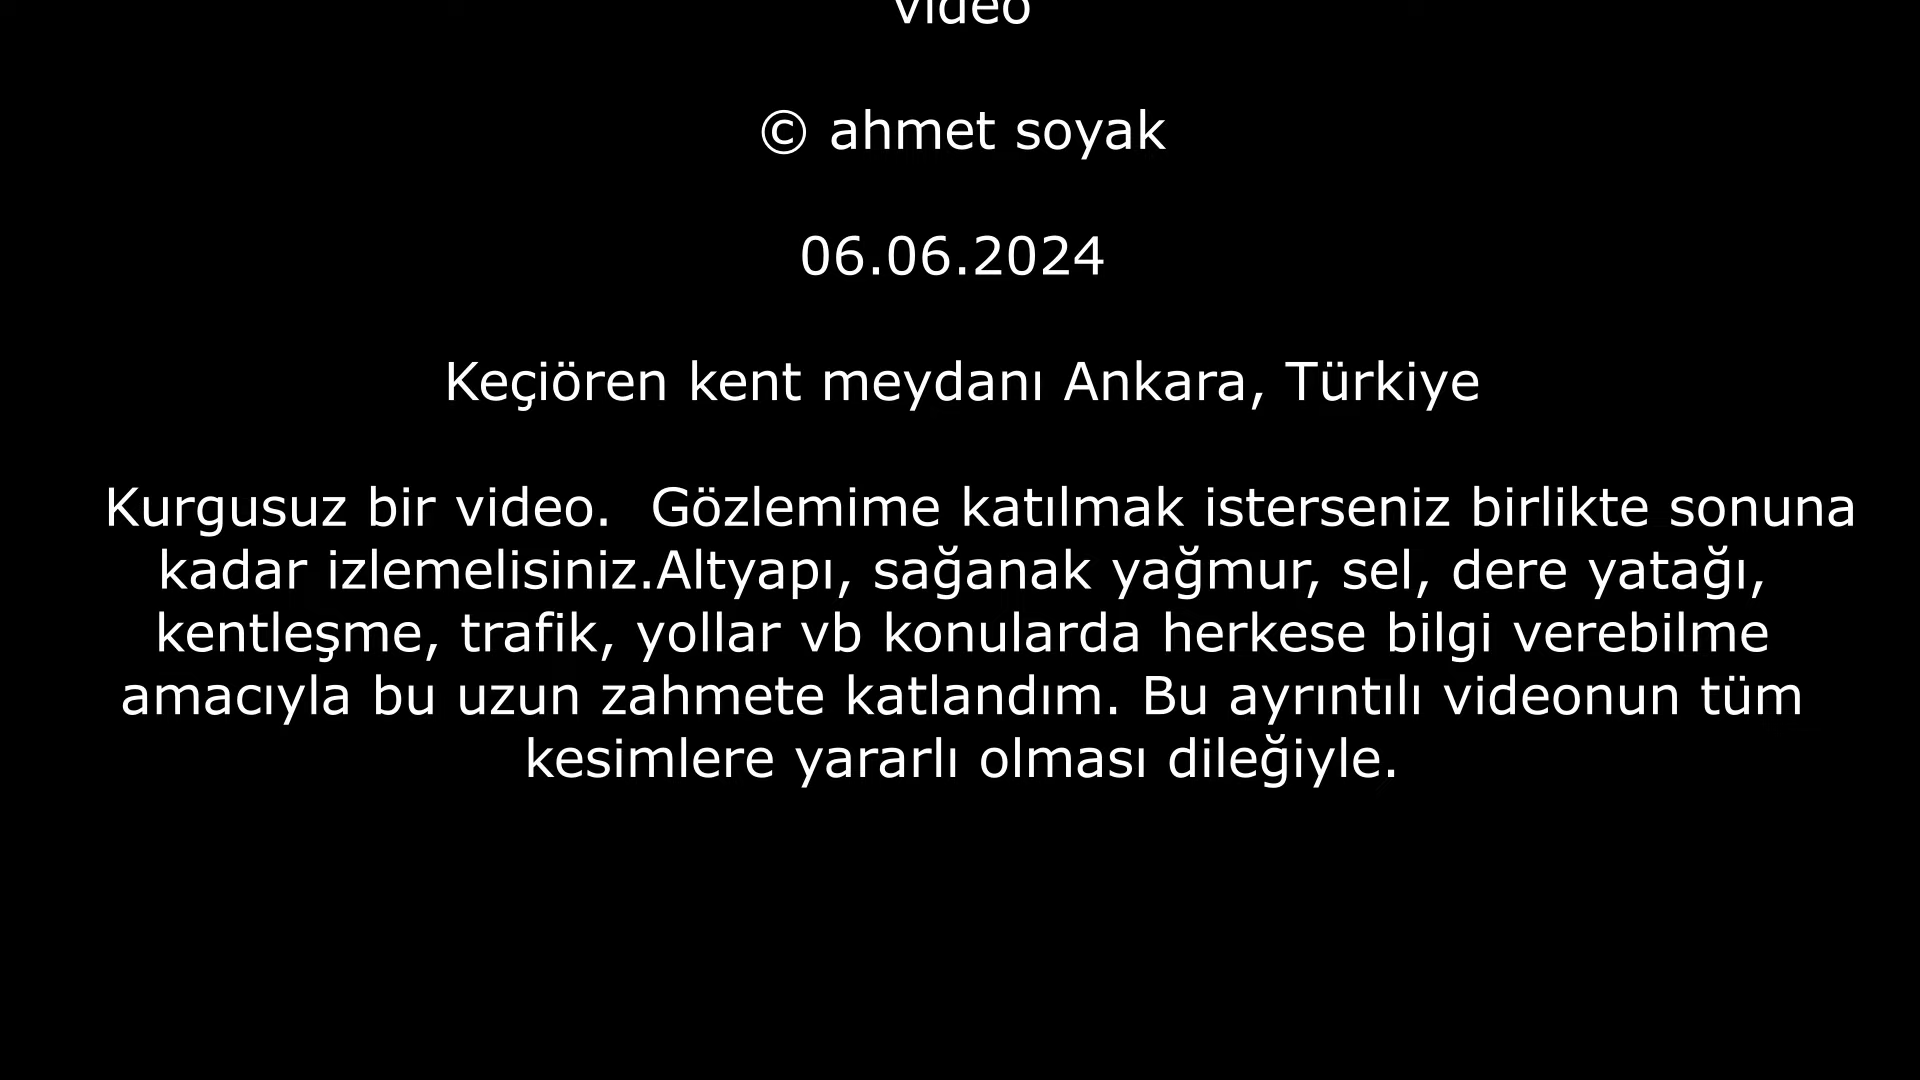 video
© ahmet soyak
06.06.2024
Keçiören kent meydanı Ankara, Türkiye
Kurgusuz bir video.  Gözlemime katılmak isterseniz birlikte sonuna
kadar izlemelisiniz.Altyapı, sağanak yağmur, sel, dere yatağı,
kentleşme, trafik, yollar vb konularda herkese bilgi verebilme
amacıyla bu uzun zahmete katlandım. Bu ayrıntılı videonun tüm
kesimlere yararlı olması dileğiyle.